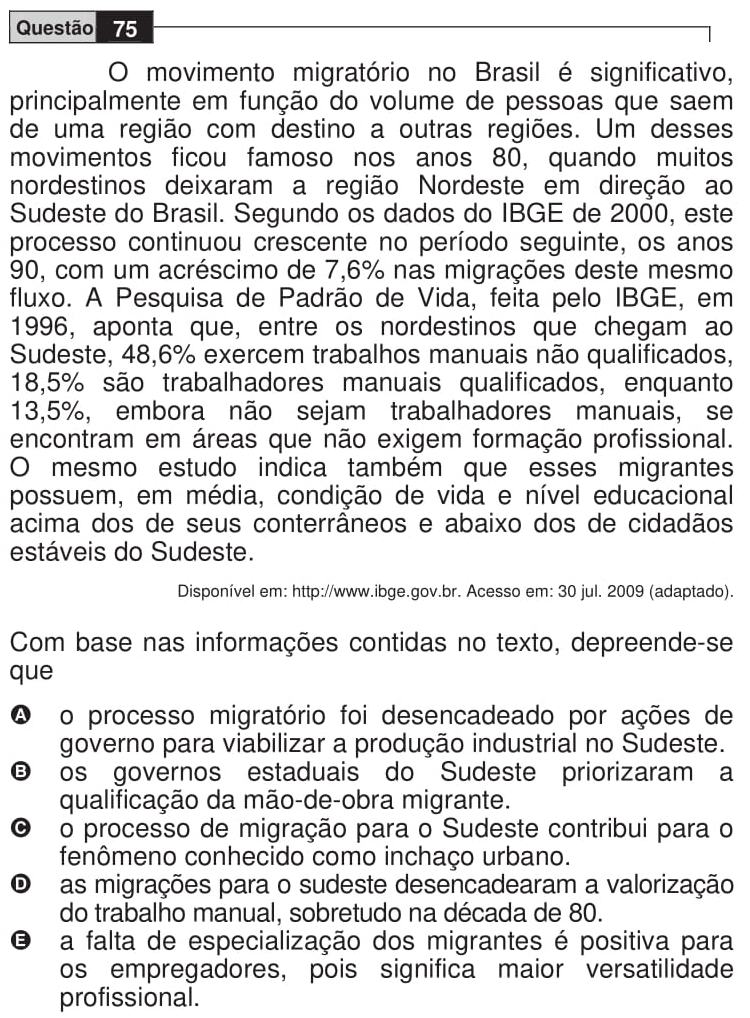 Questão 75
O movimento migratório no Brasil é significativo,
principalmente em função do volume de pessoas que saem
de uma região com destino a outras regiões. Um desses
movimentos ficou famoso nos anos 80, quando muitos
nordestinos deixaram a região Nordeste em direção ao
Sudeste do Brasil. Segundo os dados do IBGE de 2000, este
processo continuou crescente no período seguinte, os anos
90, com um acréscimo de 7,6% nas migrações deste mesmo
fluxo. A Pesquisa de Padrão de Vida, feita pelo IBGE, em
1996, aponta que, entre os nordestinos que chegam ao
Sudeste, 48,6% exercem trabalhos manuais não qualificados,
18,5% são trabalhadores manuais qualificados, enquanto
13,5%, embora não sejam trabalhadores manuais, se
encontram em áreas que não exigem formação profissional.
O mesmo estudo indica também que esses migrantes
possuem, em média, condição de vida e nível educacional
acima dos de seus conterrâneos e abaixo dos de cidadãos
estáveis do Sudeste.
Disponível em: http://www.ibge.gov.br. Acesso em: 30 jul. 2009 (adaptado).
Com base nas informações contidas no texto, depreende-se
que
A o processo migratório foi desencadeado por ações de
governo para viabilizar a produção industrial no Sudeste.
B os governos estaduais do Sudeste priorizaram a
qualificação da mão-de-obra migrante.
C o processo de migração para o Sudeste contribui para o
fenômeno conhecido como inchaço urbano.
D as migrações para o sudeste desencadearam a valorização
do trabalho manual, sobretudo na década de 80.
E a falta de especialização dos migrantes é positiva para
os empregadores, pois significa maior versatilidade
profissional.